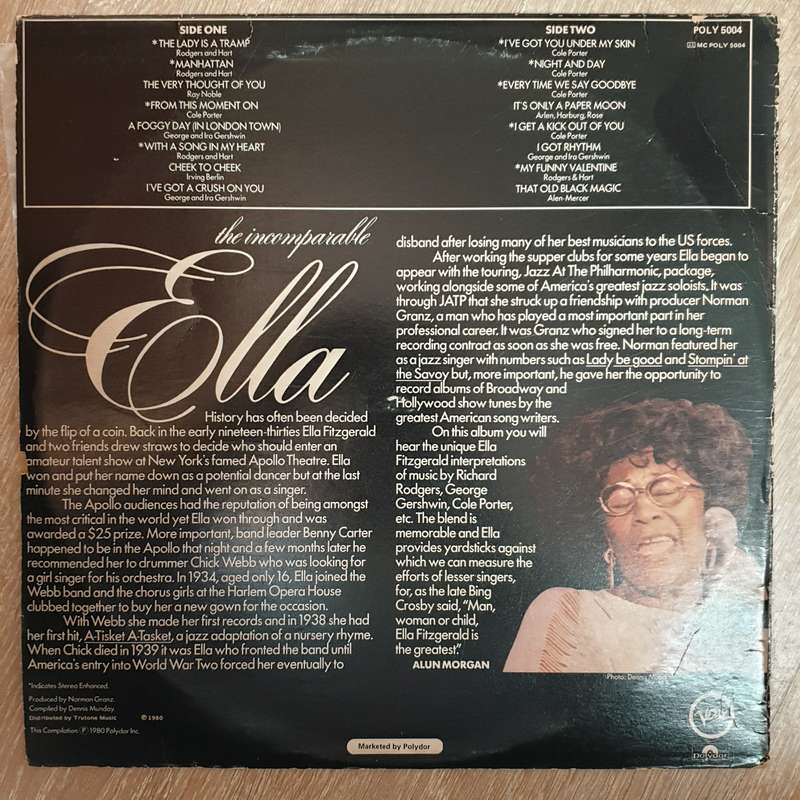 SIDE ONE
*THE LADY IS A TRAMP
Rodgers and Hart
*MANHATTAN
Rodgers and Hart
THE VERY THOUGHT OF YOU
Ray Noble
*FROM THIS MOMENT ON
Cole Porter
A FOGGY DAY (IN LONDON TOWN)
George and Ira Gershwin
*WITH A SONG IN MY HEART
Rodgers and Hart
CHEEK TO CHEEK
Irving Berlin
I'VE GOT A CRUSH ON YOU
George and Ira Gershwin
SIDE TWO
*I'VE GOT YOU UNDER MY SKIN
Cole Porter
*NIGHT AND DAY
Cole Porter
*EVERY TIME WE SAY GOODBYE
Cole Porter
IT'S ONLY A PAPER MOON
Arlen, Harburg, Rose
*I GET A KICK OUT OF YOU
Cole Porter
I GOT RHYTHM
George and Ira Gershwin
*MY FUNNY VALENTINE
Rodgers & Hart
THAT OLD BLACK MAGIC
Alen-Mercer
POLY 5004
MC POLY 5004
the incomparable
Ella
History has often been decided
by the flip of a coin. Back in the early nineteen-thirties Ella Fitzgerald
and two friends drew straws to decide who should enter an
amateur talent show at New York's famed Apollo Theatre. Ella
won and put her name down as a potential dancer but at the last
minute she changed her mind and went on as a singer.
The Apollo audiences had the reputation of being amongst
the most critical in the world yet Ella won through and was
awarded a $25 prize. More important, band leader Benny Carter
happened to be in the Apollo that night and a few months later he
recommended her to drummer Chick Webb who was looking for
a girl singer for his orchestra. In 1934, aged only 16, Ella joined the
Webb band and the chorus girls at the Harlem Opera House
clubbed together to buy her a new gown for the occasion.
With Webb she made her first records and in 1938 she had
her first hit, A-Tisket A-Tasket, a jazz adaptation of a nursery rhyme.
When Chick died in 1939 it was Ella who fronted the band until
America's entry into World War Two forced her eventually to
disband after losing many of her best musicians to the US forces.
After working the supper clubs for some years Ella began to
appear with the touring, Jazz At The Philharmonic, package,
working alongside some of America's greatest jazz soloists. It was
through JATP that she struck up a friendship with producer Norman
Granz, a man who has played a most important part in her
professional career. It was Granz who signed her to a long-term
recording contract as soon as she was free. Norman featured her
as a jazz singer with numbers such as Lady be good and Stompin' at
the Savoy but, more important, he gave her the opportunity to
record albums of Broadway and
Hollywood show tunes by the
greatest American song writers.
On this album you will
hear the unique Ella
Fitzgerald interpretations
of music by Richard
Rodgers, George
Gershwin, Cole Porter,
etc. The blend is
memorable and Ella
provides yardsticks against
which we can measure the
efforts of lesser singers,
for, as the late Bing
Crosby said, "Man,
woman or child,
Ella Fitzgerald is
the greatest."
ALUN MORGAN
Photo: Dennis
*Indicates Stereo Enhanced.
Produced by Norman Granz.
Compiled by Dennis Munday.
Distributed by Trutone Music © 1980
This Compilation Ⓟ 1980 Polydor Inc.
Marketed by Polydor
Verve
polydor